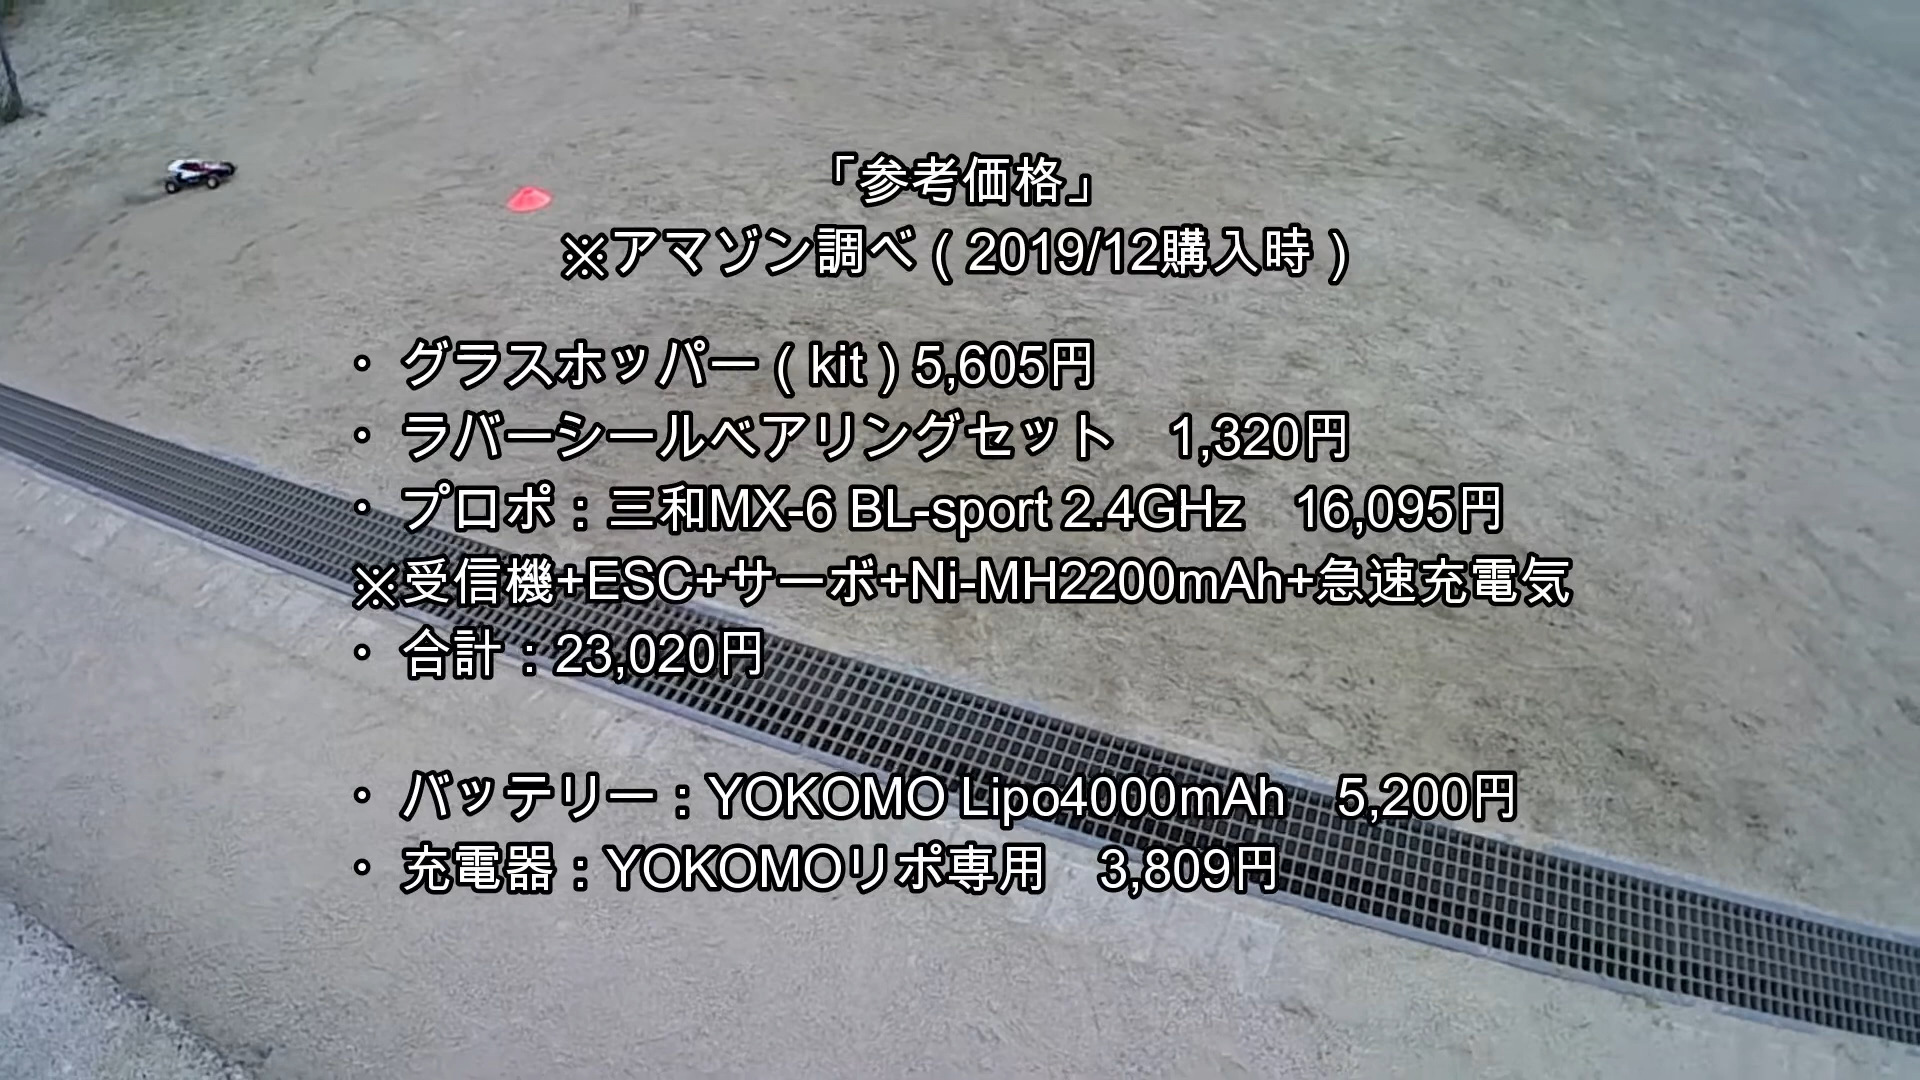 「参考価格」
※アマゾン調べ（2019/12購入時）
・グラスホッパー（kit）5,605円
・ラバーシールベアリングセット　1,320円
・プロポ：三和MX-6 BL-sport 2.4GHz　16,095円
※受信機+ESC+サーボ+Ni-MH2200mAh+急速充電気
・合計：23,020円
・バッテリー：YOKOMO Lipo4000mAh　5,200円
・充電器：YOKOMOリポ専用　3,809円